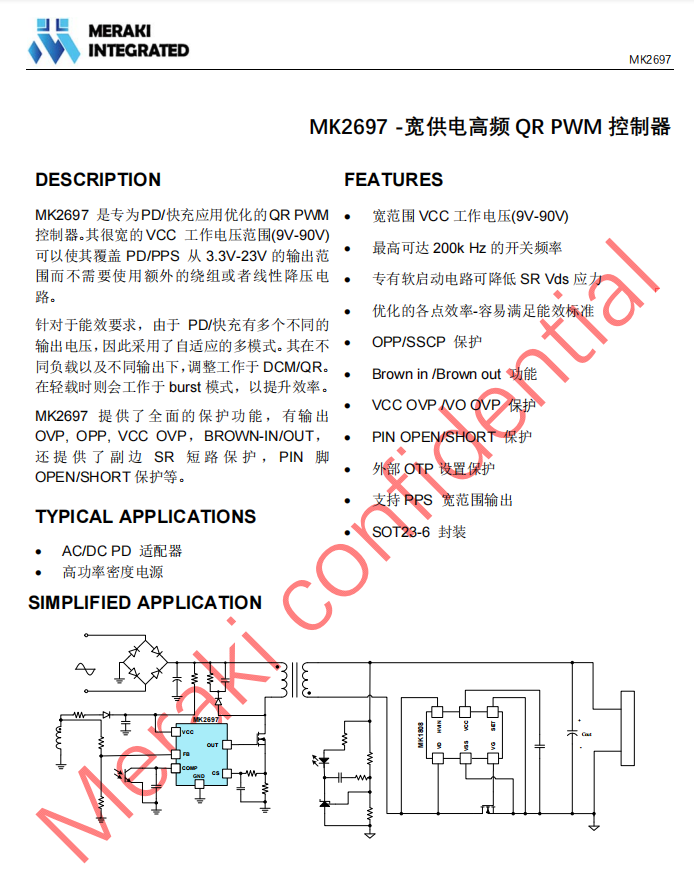 MERAKI
INTEGRATED
MK2697
MK2697 -宽供电高频 QR PWM 控制器
DESCRIPTION
MK2697 是专为PD/快充应用优化的QR PWM
控制器。其很宽的VCC 工作电压范围(9V-90V)
可以使其覆盖 PD/PPS 从 3.3V-23V 的输出范
围而不需要使用额外的绕组或者线性降压电
路。
针对于能效要求，由于 PD/快充有多个不同的
输出电压，因此采用了自适应的多模式。其在不
同负载以及不同输出下，调整工作于 DCM/QR。
在轻载时则会工作于 burst 模式，以提升效率。
MK2697 提供了全面的保护功能，有输出
OVP, OPP, VCC OVP，BROWN-IN/OUT，
还提供了副边 SR 短路保护，PIN 脚
OPEN/SHORT 保护等。
TYPICAL APPLICATIONS
• AC/DC PD 适配器
• 高功率密度电源
FEATURES
• 宽范围 VCC 工作电压(9V-90V)
• 最高可达 200k Hz 的开关频率
• 专有软启动电路可降低 SR Vds 应力
• 优化的各点效率-容易满足能效标准
• OPP/SSCP 保护
• Brown in /Brown out 功能
• VCC OVP /VO OVP 保护
• PIN OPEN/SHORT 保护
• 外部 OTP 设置保护
• 支持 PPS 宽范围输出
• SOT23-6 封装
SIMPLIFIED APPLICATION
MK2697
VCC
OUT
FB
COMP
CS
GND
MK1808
HVAN
VCC
SET
VD
VSS
VG
+
Cout
-
Meraki confidential